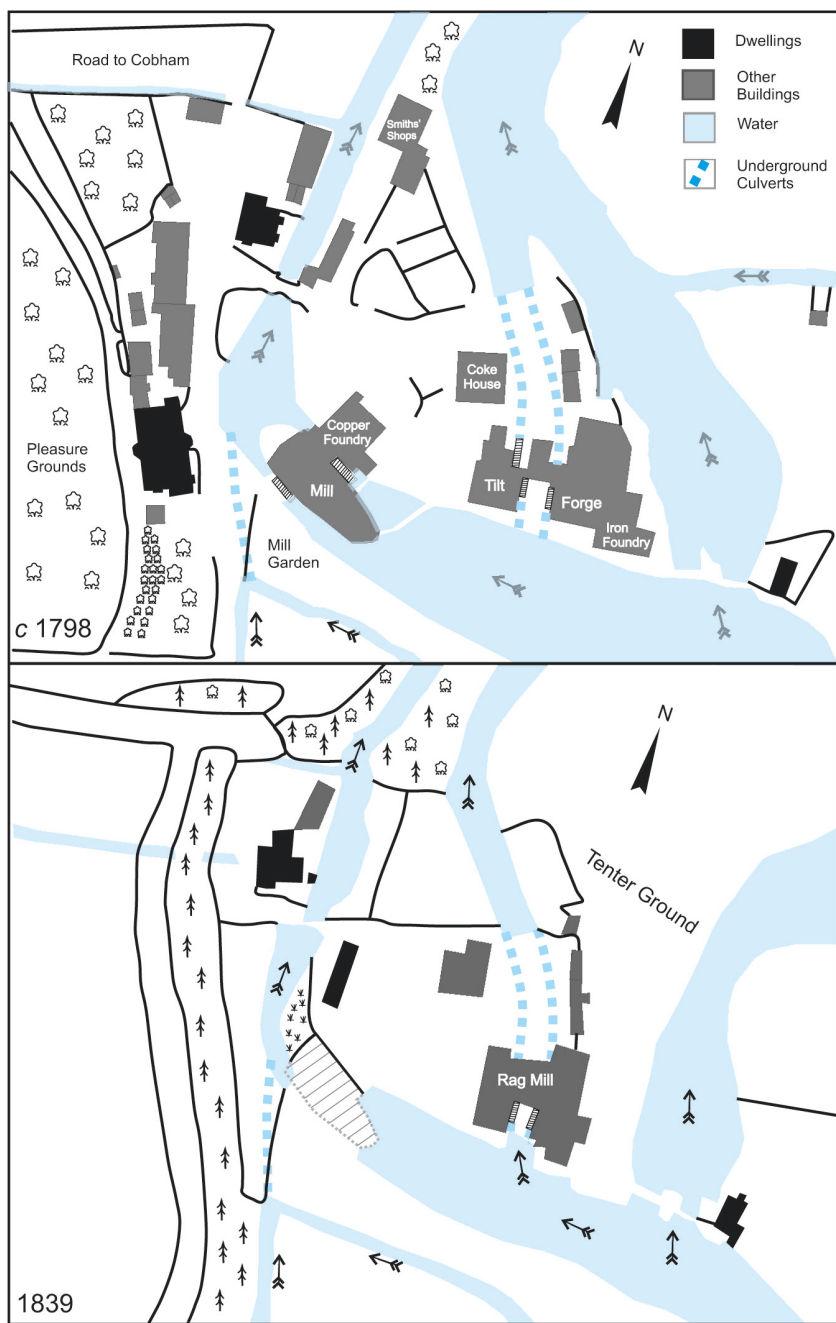 Road to Cobham
N
Dwellings
Other
Buildings
Water
Underground
Culverts
Smiths'
Shops
Coke
House
Copper
Foundry
Mill
Tilt
Forge
Iron
Foundry
Pleasure
Grounds
Mill
Garden
c 1798
N
Tenter Ground
Rag Mill
1839